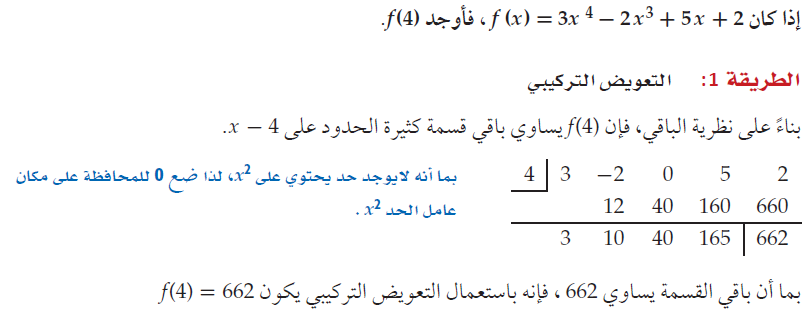 إذا كان f (x) = 3x⁴ − 2x³ + 5x + 2 ، فأوجد f(4).
الطريقة 1: التعويض التركيبي
بناءً على نظرية الباقي، فإن f(4) يساوي باقي قسمة كثيرة الحدود على x − 4.
4 3 −2 0 5 2
12 40 160 660
3 10 40 165 662
بما أنه لايوجد حد يحتوي على x²، لذا ضع 0 للمحافظة على مكان
عامل الحد x² .
بما أن باقي القسمة يساوي 662 ، فإنه باستعمال التعويض التركيبي يكون f(4) = 662